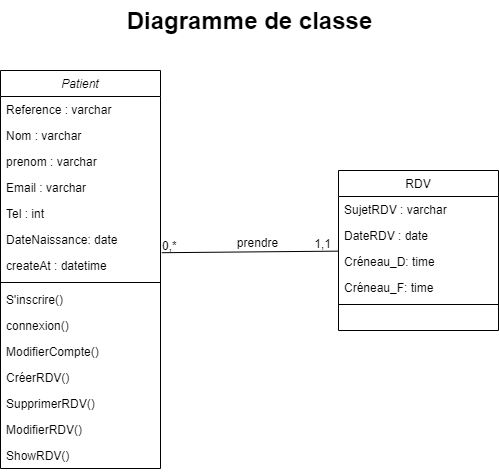 Diagramme de classe
Patient
Reference : varchar
Nom : varchar
prenom : varchar
Email : varchar
Tel : int
DateNaissance: date
createAt : datetime
S'inscrire()
connexion()
ModifierCompte()
CréerRDV()
SupprimerRDV()
ModifierRDV()
ShowRDV()
0,*
prendre
1,1
RDV
SujetRDV : varchar
DateRDV : date
Créneau_D: time
Créneau_F: time